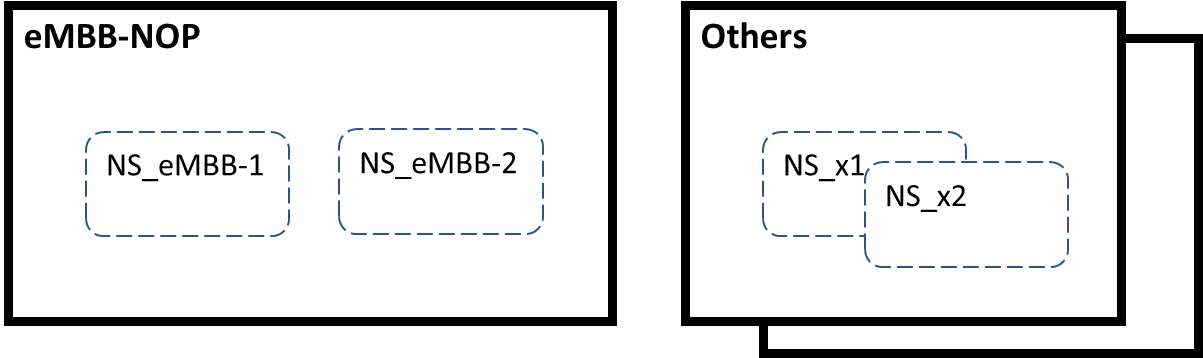 eMBB-NOP
NS_eMBB-1
NS_eMBB-2
Others
NS_x1
NS_x2